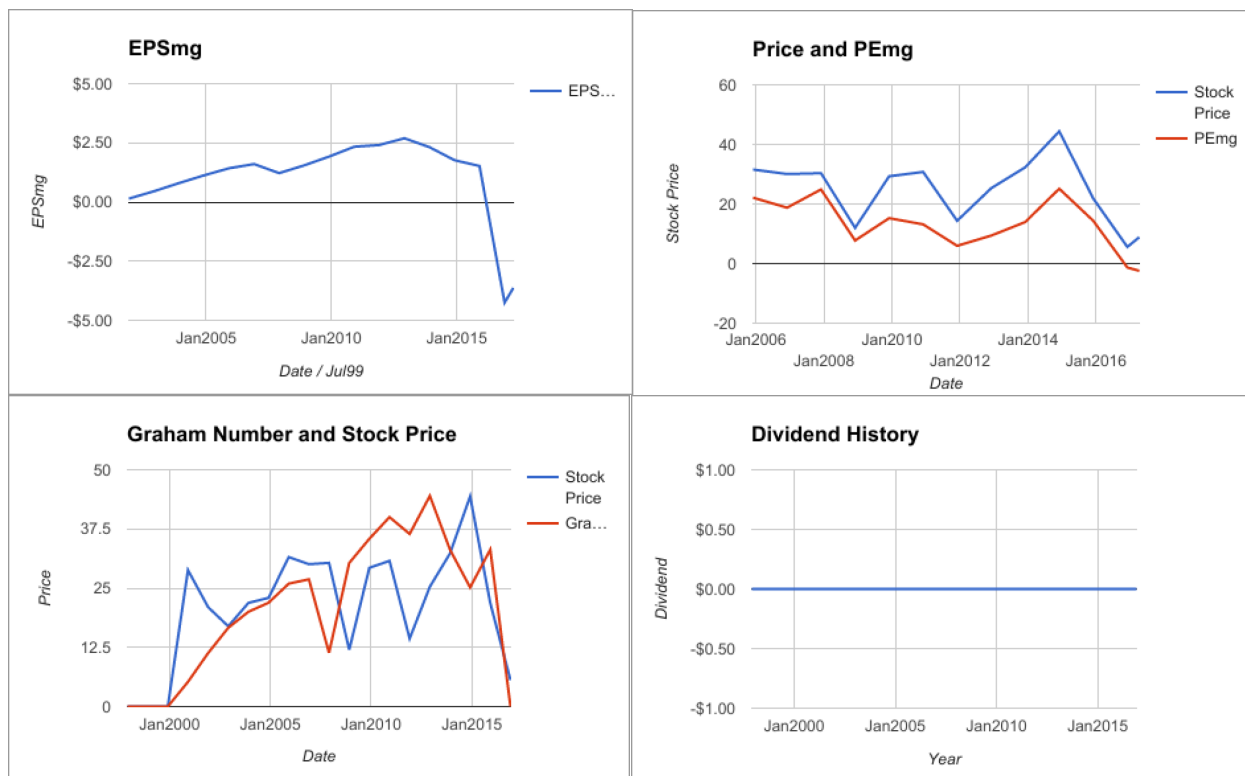 EPSmg
$5.00
$2.50
$0.00
-$2.50
-$5.00
EPSmg
Jan2005
Jan2010
Jan2015
Date / Jul99
EPS…
Price and PEmg
60
40
20
0
-20
Stock Price
Jan2006
Jan2008
Jan2010
Jan2012
Jan2014
Jan2016
Date
Stock
Price
PEmg
Graham Number and Stock Price
50
37.5
25
12.5
0
Price
Jan2000
Jan2005
Jan2010
Jan2015
Date
Stock
Price
Gra…
Dividend History
$1.00
$0.50
$0.00
-$0.50
-$1.00
Dividend
Jan2000
Jan2005
Jan2010
Jan2015
Year